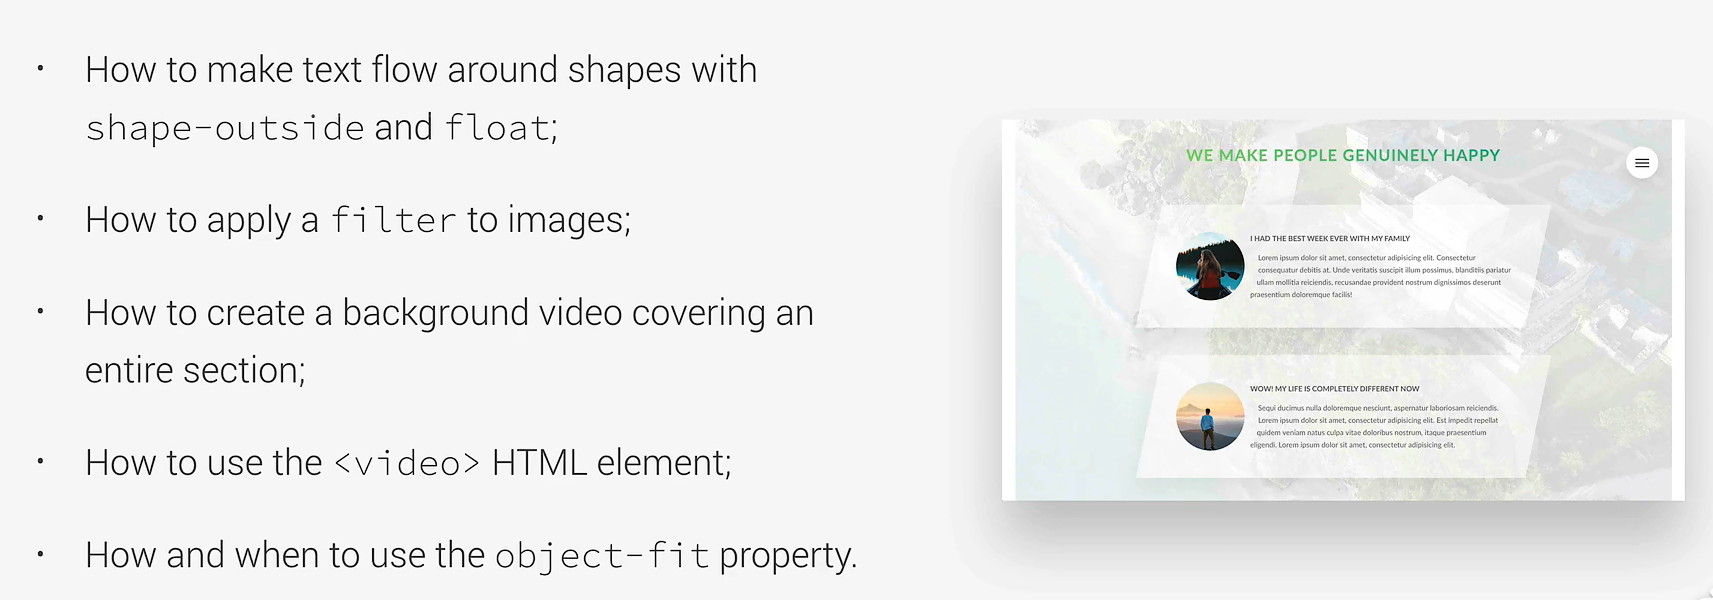 • How to make text flow around shapes with
shape-outside and float;
• How to apply a filter to images;
• How to create a background video covering an
entire section;
• How to use the <video> HTML element;
• How and when to use the object-fit property.
WE MAKE PEOPLE GENUINELY HAPPY
I HAD THE BEST WEEK EVER WITH MY FAMILY
Lorem ipsum dolor sit amet, consectetur adipisicing elit. Consectetur
consequatur debitis at. Unde veritatis suscipit illum possimus, blanditiis pariatur
ullam mollitia reiciendis, recusandae provident nostrum dignissimos deserunt
praesentium doloremque facilis!
WOW! MY LIFE IS COMPLETELY DIFFERENT NOW
Sequi ducimus nulla doloremque nesciunt, aspernatur laboriosam reiciendis.
Lorem ipsum dolor sit amet, consectetur adipisicing elit. Est impedit repellat
quidem veniam natus culpa vitae doloribus nostrum, itaque praesentium
eligendi. Lorem ipsum dolor sit amet, consectetur adipisicing elit.